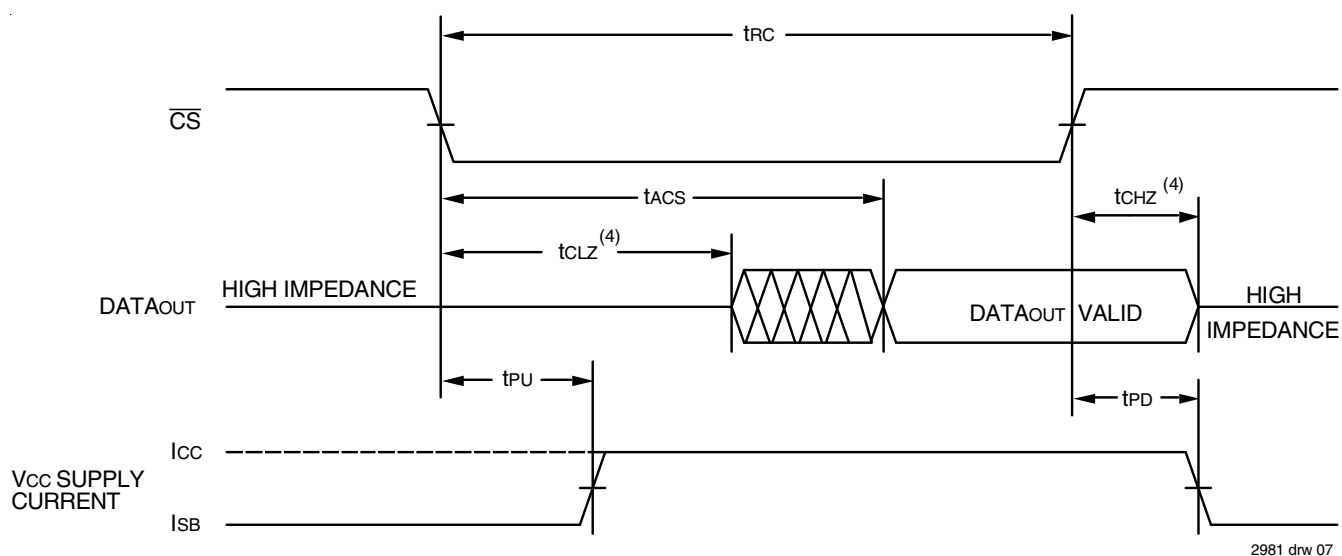 tRC
CS
tACS
tCHZ (4)
tCLZ (4)
DATAOUT
HIGH IMPEDANCE
DATAOUT VALID
HIGH
IMPEDANCE
tPU
tPD
ICC
VCC SUPPLY
CURRENT
ISB
2981 drw 07